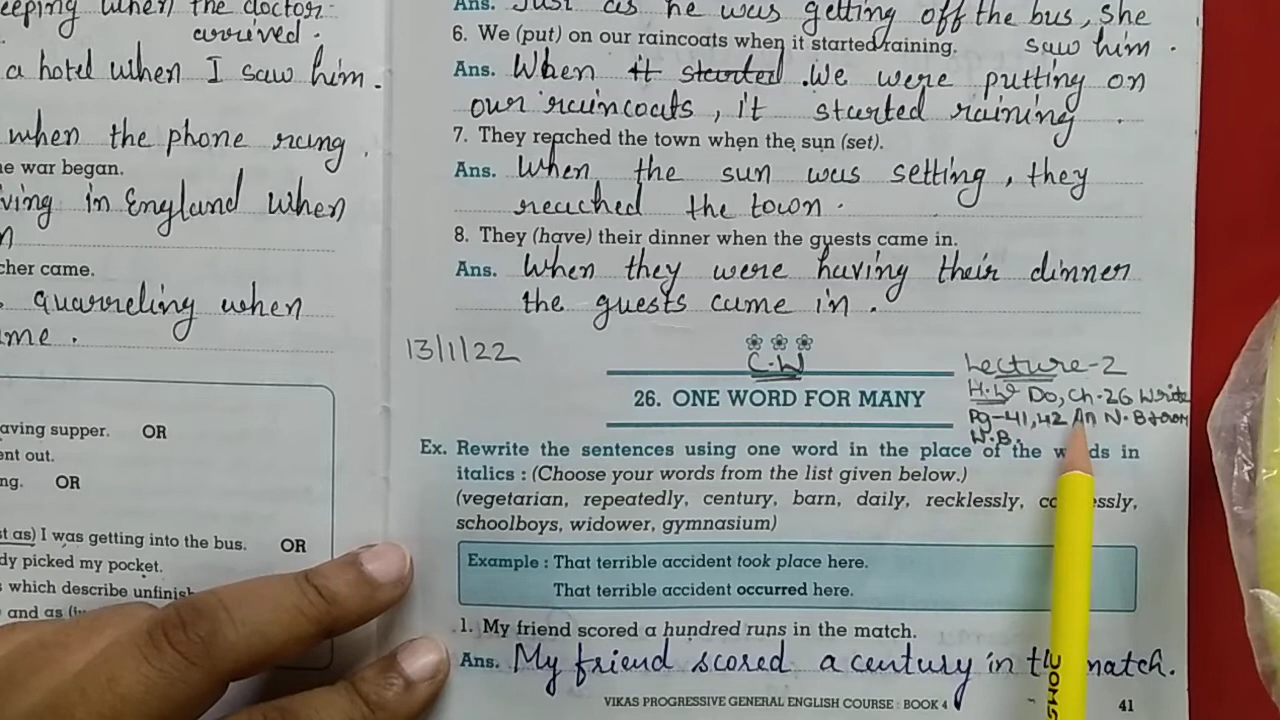 eeping when the doctor
arrived.
a hotel when I saw him.
when the phone rang.
he war began.
ving in England when
n
cher came.
quarreling when
me.
aving supper. OR
ent out.
ng. OR
st as) I was getting into the bus. OR
dy picked my pocket.
s which describe unfinis
and as (
Ans. Just as he was getting off the bus, she
saw him.
6. We (put) on our raincoats when it started raining.
Ans. When it started we were putting on
our raincoats, it started raining.
7. They reached the town when the sun (set).
Ans. When the sun was setting, they
reached the town.
8. They (have) their dinner when the guests came in.
Ans. When they were having their dinner
the guests came in.
13/1/22
C.W
Lecture-2
H.W Do, Ch.26 Write
Pg-41,42 in N.B from
W.B.
26. ONE WORD FOR MANY
Ex. Rewrite the sentences using one word in the place of the w ds in
italics : (Choose your words from the list given below.)
(vegetarian, repeatedly, century, barn, daily, recklessly, c essly,
schoolboys, widower, gymnasium)
Example : That terrible accident took place here.
That terrible accident occurred here.
1. My friend scored a hundred runs in the match.
Ans. My friend scored a century in t match.
VIKAS PROGRESSIVE GENERAL ENGLISH COURSE : BOOK 4
41